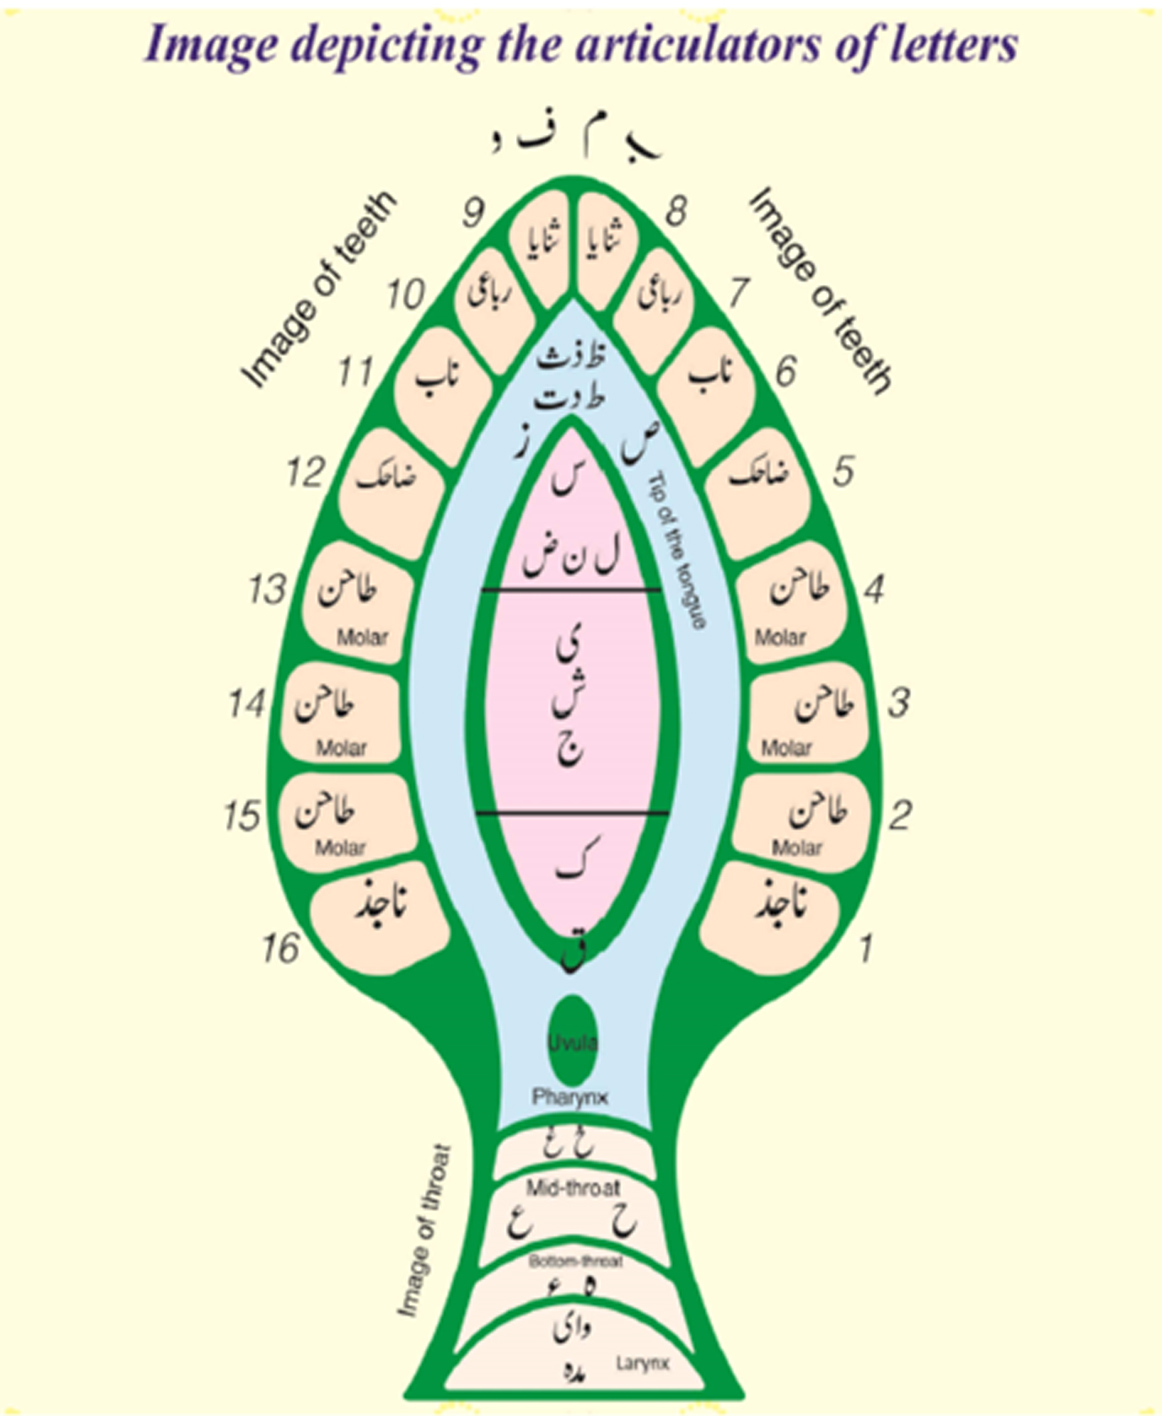 Image depicting the articulators of letters
ب م ف و
Image of teeth
Image of teeth
9
8
ثنایا
ثنایا
10
7
رباعی
رباعی
11
6
ناب
ناب
ظ ذ ث
ط د ت
ز
ص
12
5
ضاحک
ضاحک
س
Tip of the tongue
ل ن ض
13
4
طاحن
Molar
طاحن
Molar
ی
ش
ج
14
3
طاحن
Molar
طاحن
Molar
15
2
طاحن
Molar
طاحن
Molar
ک
ناجذ
ناجذ
16
1
ق
Uvula
Pharynx
Image of throat
خ غ
Mid-throat
ح ع
Bottom-throat
ہ ء
وای
مدہ
Larynx